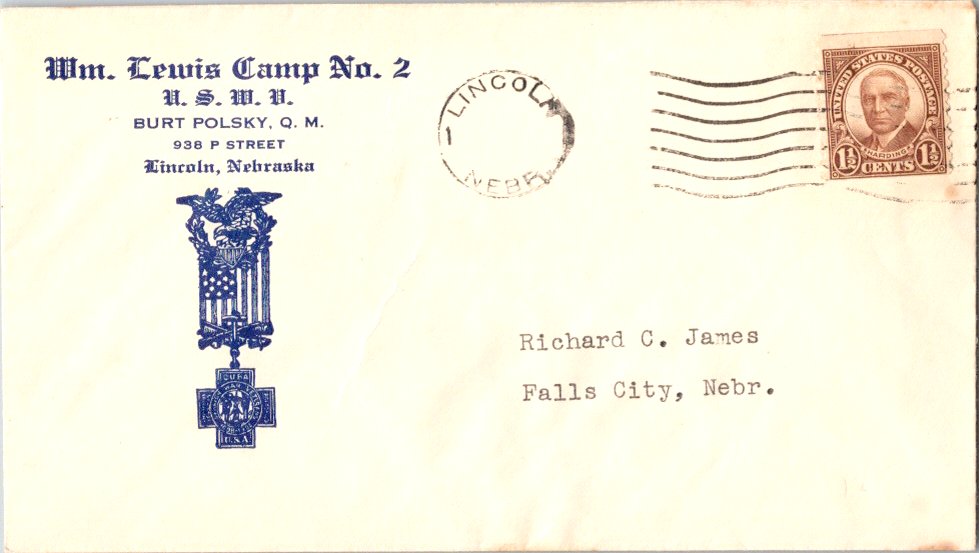 Wm. Lewis Camp No. 2
U. S. W. V.
BURT POLSKY, Q. M.
938 P STREET
Lincoln, Nebraska
LINCOLN
NEBR
UNITED STATES POSTAGE
HARDING
1½ CENTS 1½
CUBA
U.S.A
Richard C. James
Falls City, Nebr.